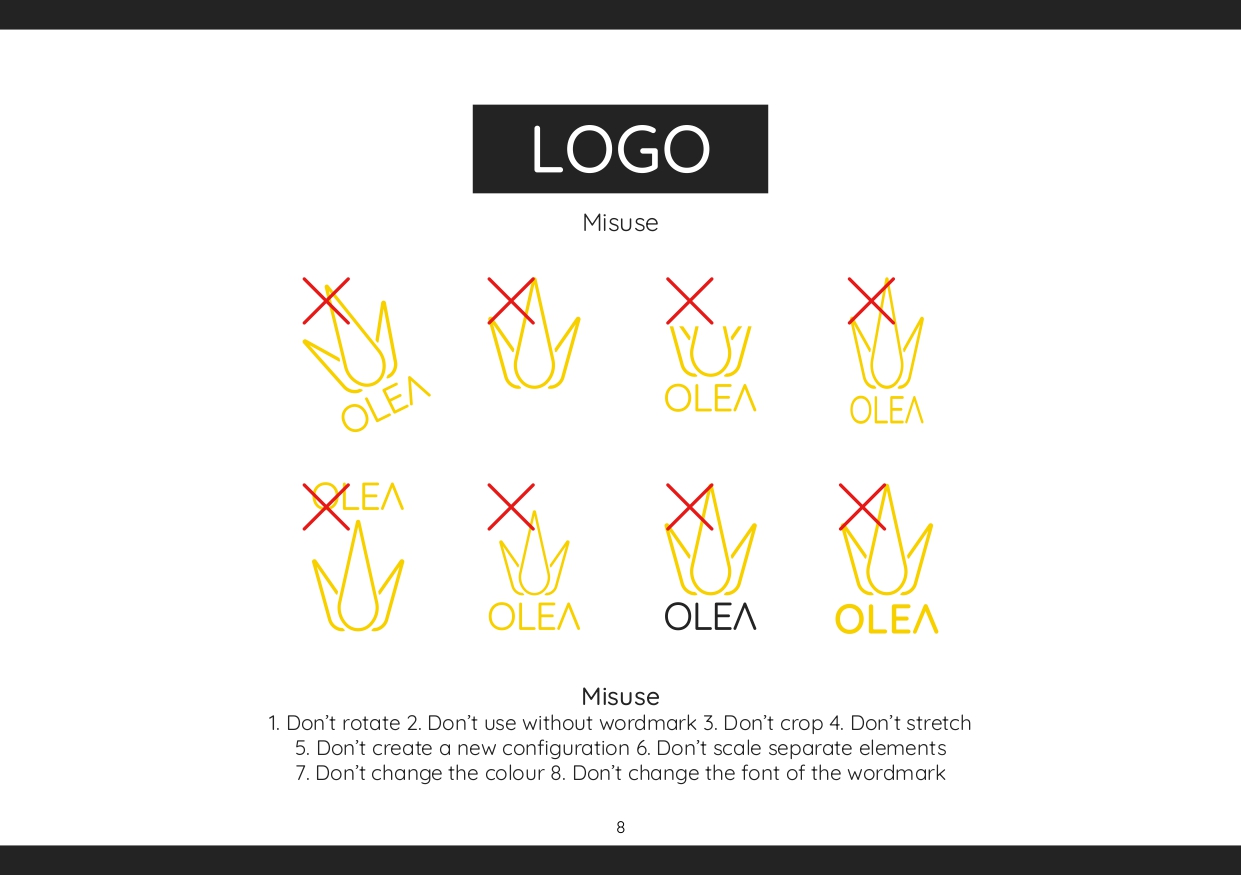 LOGO
Misuse
OLEΛ
OLEΛ
OLEΛ
OLEΛ
OLEΛ
OLEΛ
OLEΛ
Misuse
1. Don’t rotate 2. Don’t use without wordmark 3. Don’t crop 4. Don’t stretch
5. Don’t create a new configuration 6. Don’t scale separate elements
7. Don’t change the colour 8. Don’t change the font of the wordmark
8